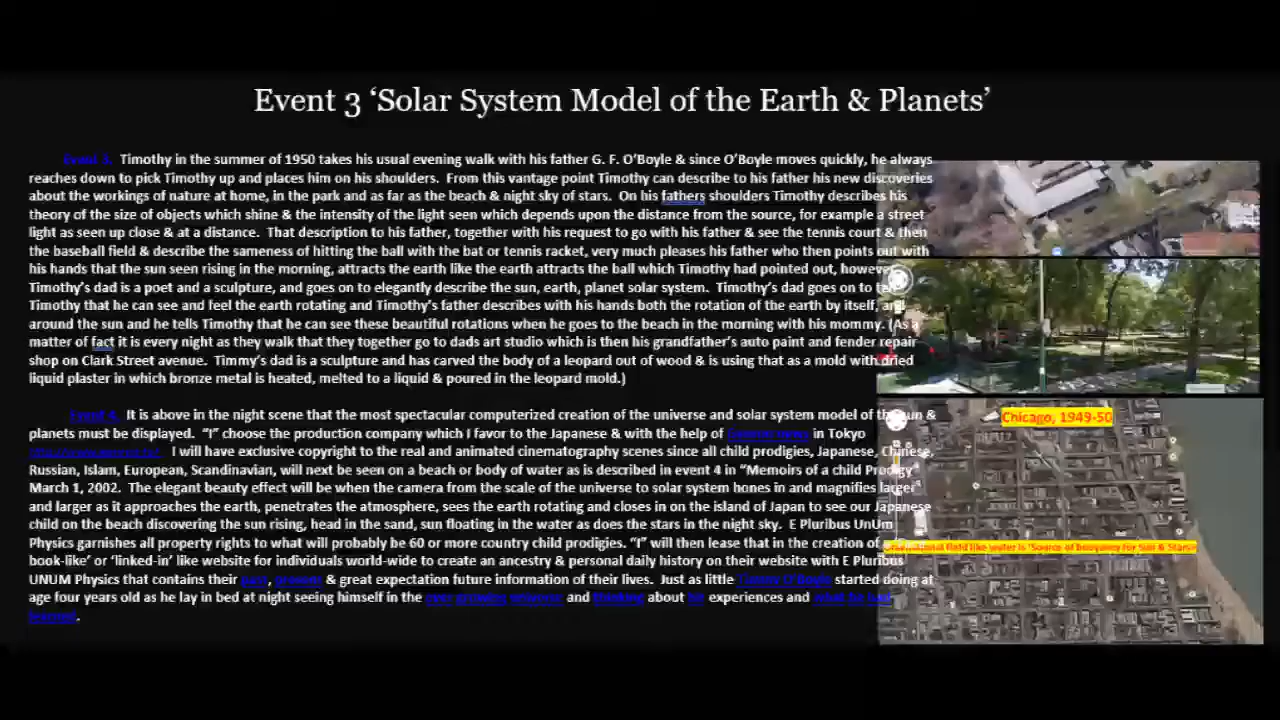 Event 3 ‘Solar System Model of the Earth & Planets’
Event 3. Timothy in the summer of 1950 takes his usual evening walk with his father G. F. O’Boyle & since O’Boyle moves quickly, he always
reaches down to pick Timothy up and places him on his shoulders. From this vantage point Timothy can describe to his father his new discoveries
about the workings of nature at home, in the park and as far as the beach & night sky of stars. On his fathers shoulders Timothy describes his
theory of the size of objects which shine & the intensity of the light seen which depends upon the distance from the source, for example a street
light as seen up close & at a distance. That description to his father, together with his request to go with his father & see the tennis court & then
the baseball field & describe the sameness of hitting the ball with the bat or tennis racket, very much pleases his father who then points out with
his hands that the sun seen rising in the morning, attracts the earth like the earth attracts the ball which Timothy had pointed out, however
Timothy’s dad is a poet and a sculpture, and goes on to elegantly describe the sun, earth, planet solar system. Timothy’s dad goes on to tell
Timothy that he can see and feel the earth rotating and Timothy’s father describes with his hands both the rotation of the earth by itself, and
around the sun and he tells Timothy that he can see these beautiful rotations when he goes to the beach in the morning with his mommy. (As a
matter of fact it is every night as they walk that they together go to dads art studio which is then his grandfather’s auto paint and fender repair
shop on Clark Street avenue. Timmy’s dad is a sculpture and has carved the body of a leopard out of wood & is using that as a mold with dried
liquid plaster in which bronze metal is heated, melted to a liquid & poured in the leopard mold.)
Event 4. It is above in the night scene that the most spectacular computerized creation of the universe and solar system model of the sun &
planets must be displayed. “I” choose the production company which I favor to the Japanese & with the help of in Tokyo
I will have exclusive copyright to the real and animated cinematography scenes since all child prodigies, Japanese, Chinese,
Russian, Islam, European, Scandinavian, will next be seen on a beach or body of water as is described in event 4 in “Memoirs of a child Prodigy”
March 1, 2002. The elegant beauty effect will be when the camera from the scale of the universe to solar system hones in and magnifies larger
and larger as it approaches the earth, penetrates the atmosphere, sees the earth rotating and closes in on the island of Japan to see our Japanese
child on the beach discovering the sun rising, head in the sand, sun floating in the water as does the stars in the night sky. E Pluribus UnUm
Physics garnishes all property rights to what will probably be 60 or more country child prodigies. “I” will then lease that in the creation of
book-like’ or ‘linked-in’ like website for individuals world-wide to create an ancestry & personal daily history on their website with E Pluribus
UNUM Physics that contains their past, present & great expectation future information of their lives. Just as little Timmy O’Boyle started doing at
age four years old as he lay in bed at night seeing himself in the ever growing universe and thinking about his experiences and what he had
learned.
Chicago, 1949-50
field like water is ‘Source of buoyancy for Sun & Stars’